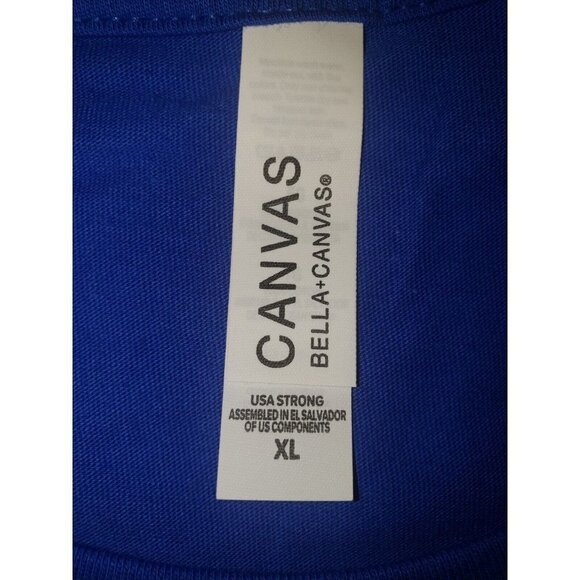 CANVAS
BELLA+CANVAS®
USA STRONG
ASSEMBLED IN EL SALVADOR
OF US COMPONENTS
XL